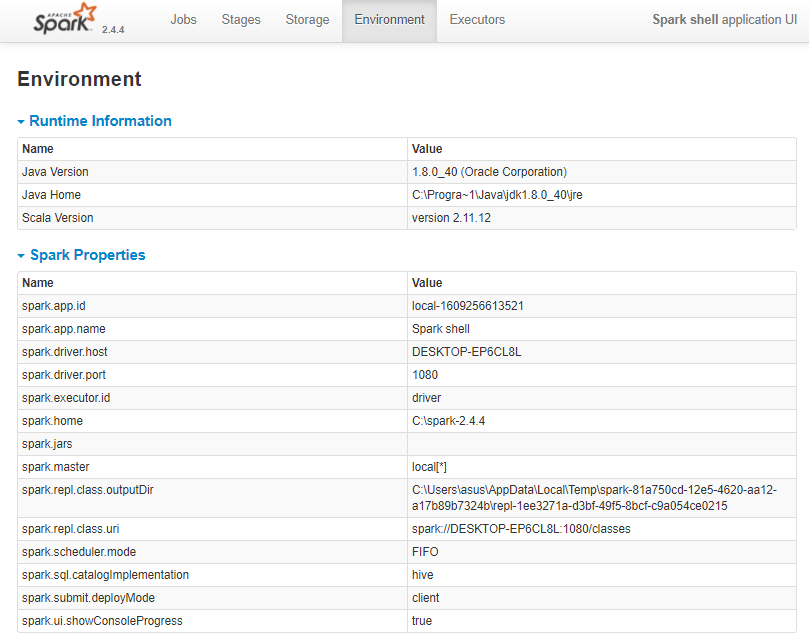 APACHE
Spark 2.4.4 Jobs Stages Storage Environment Executors Spark shell application UI
Environment
Runtime Information
Name Value
Java Version 1.8.0_40 (Oracle Corporation)
Java Home C:\Progra~1\Java\jdk1.8.0_40\jre
Scala Version version 2.11.12
Spark Properties
Name Value
spark.app.id local-1609256613521
spark.app.name Spark shell
spark.driver.host DESKTOP-EP6CL8L
spark.driver.port 1080
spark.executor.id driver
spark.home C:\spark-2.4.4
spark.jars
spark.master local[*]
spark.repl.class.outputDir C:\Users\asus\AppData\Local\Temp\spark-81a750cd-12e5-4620-aa12-
a17b89b7324b\repl-1ee3271a-d3bf-49f5-8bcf-c9a054ce0215
spark.repl.class.uri spark://DESKTOP-EP6CL8L:1080/classes
spark.scheduler.mode FIFO
spark.sql.catalogImplementation hive
spark.submit.deployMode client
spark.ui.showConsoleProgress true